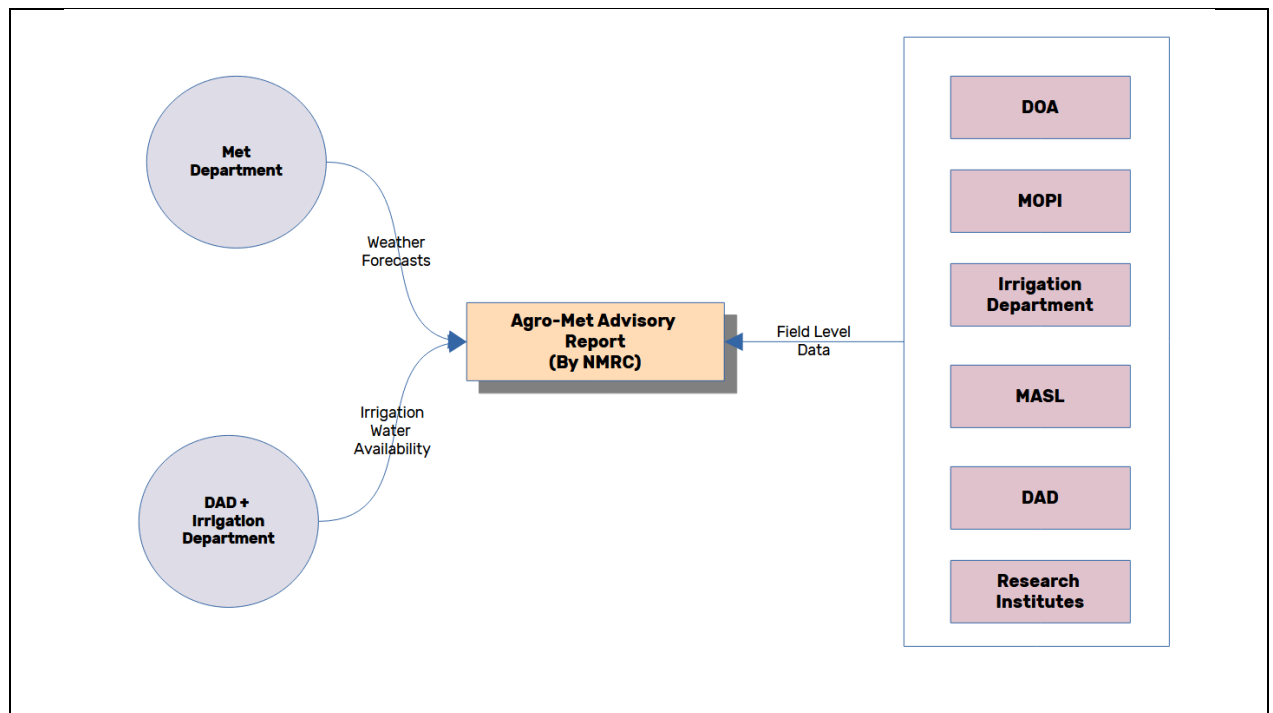 Met
Department
Weather
Forecasts
Agro-Met Advisory
Report
(By NMRC)
Irrigation
Water
Availability
DAD +
Irrigation
Department
Field Level
Data
DOA
MOPI
Irrigation
Department
MASL
DAD
Research
Institutes